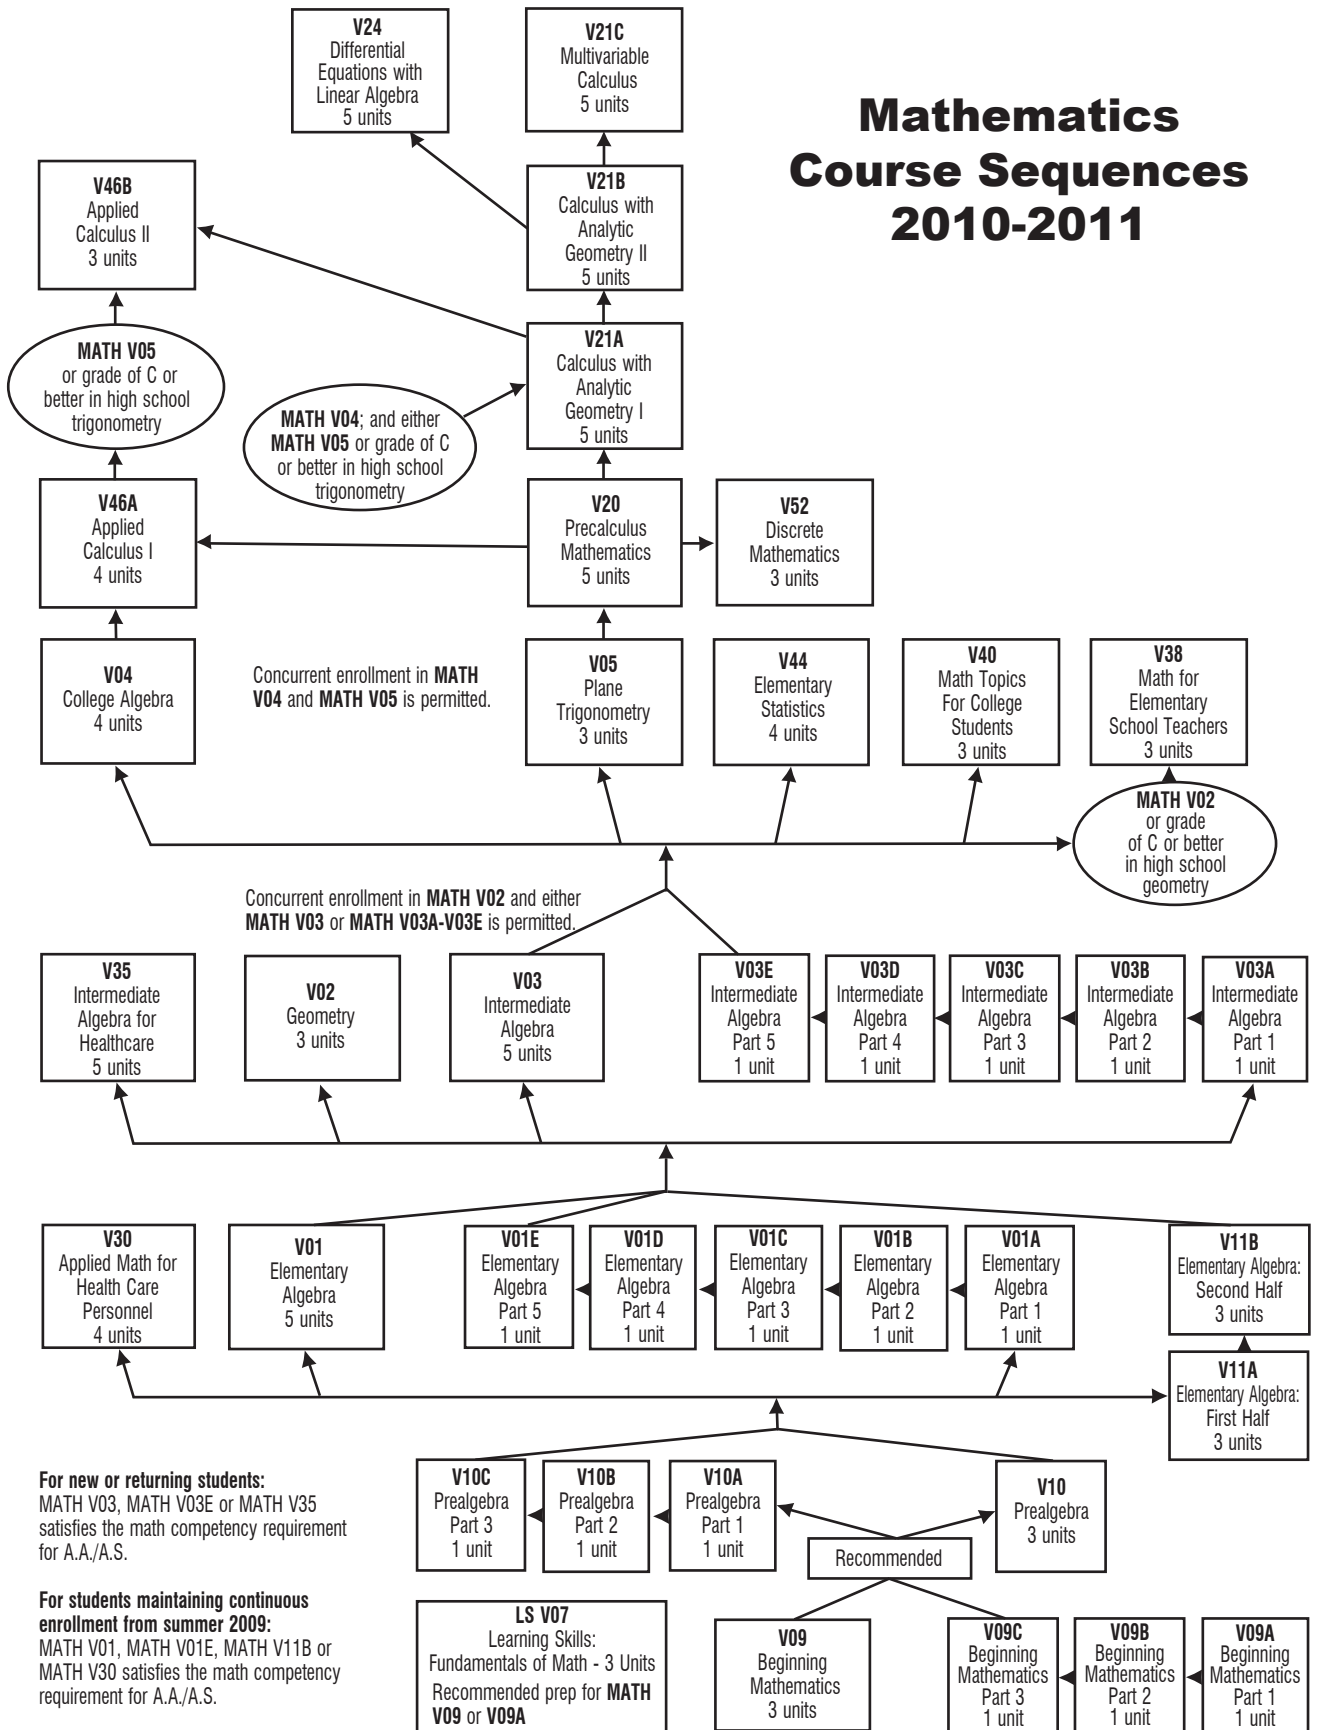 Mathematics
Course Sequences
2010-2011
V24
Differential
Equations with
Linear Algebra
5 units
V21C
Multivariable
Calculus
5 units
V46B
Applied
Calculus II
3 units
V21B
Calculus with
Analytic
Geometry II
5 units
MATH V05
or grade of C or
better in high school
trigonometry
MATH V04; and either
MATH V05 or grade of C
or better in high school
trigonometry
V21A
Calculus with
Analytic
Geometry I
5 units
V46A
Applied
Calculus I
4 units
V20
Precalculus
Mathematics
5 units
V52
Discrete
Mathematics
3 units
V04
College Algebra
4 units
Concurrent enrollment in MATH
V04 and MATH V05 is permitted.
V05
Plane
Trigonometry
3 units
V44
Elementary
Statistics
4 units
V40
Math Topics
For College
Students
3 units
V38
Math for
Elementary
School Teachers
3 units
MATH V02
or grade
of C or better
in high school
geometry
Concurrent enrollment in MATH V02 and either
MATH V03 or MATH V03A-V03E is permitted.
V35
Intermediate
Algebra for
Healthcare
5 units
V02
Geometry
3 units
V03
Intermediate
Algebra
5 units
V03E
Intermediate
Algebra
Part 5
1 unit
V03D
Intermediate
Algebra
Part 4
1 unit
V03C
Intermediate
Algebra
Part 3
1 unit
V03B
Intermediate
Algebra
Part 2
1 unit
V03A
Intermediate
Algebra
Part 1
1 unit
V30
Applied Math for
Health Care
Personnel
4 units
V01
Elementary
Algebra
5 units
V01E
Elementary
Algebra
Part 5
1 unit
V01D
Elementary
Algebra
Part 4
1 unit
V01C
Elementary
Algebra
Part 3
1 unit
V01B
Elementary
Algebra
Part 2
1 unit
V01A
Elementary
Algebra
Part 1
1 unit
V11B
Elementary Algebra:
Second Half
3 units
V11A
Elementary Algebra:
First Half
3 units
For new or returning students:
MATH V03, MATH V03E or MATH V35
satisfies the math competency requirement
for A.A./A.S.
For students maintaining continuous
enrollment from summer 2009:
MATH V01, MATH V01E, MATH V11B or
MATH V30 satisfies the math competency
requirement for A.A./A.S.
V10C
Prealgebra
Part 3
1 unit
V10B
Prealgebra
Part 2
1 unit
V10A
Prealgebra
Part 1
1 unit
V10
Prealgebra
3 units
Recommended
LS V07
Learning Skills:
Fundamentals of Math - 3 Units
Recommended prep for MATH
V09 or V09A
V09
Beginning
Mathematics
3 units
V09C
Beginning
Mathematics
Part 3
1 unit
V09B
Beginning
Mathematics
Part 2
1 unit
V09A
Beginning
Mathematics
Part 1
1 unit